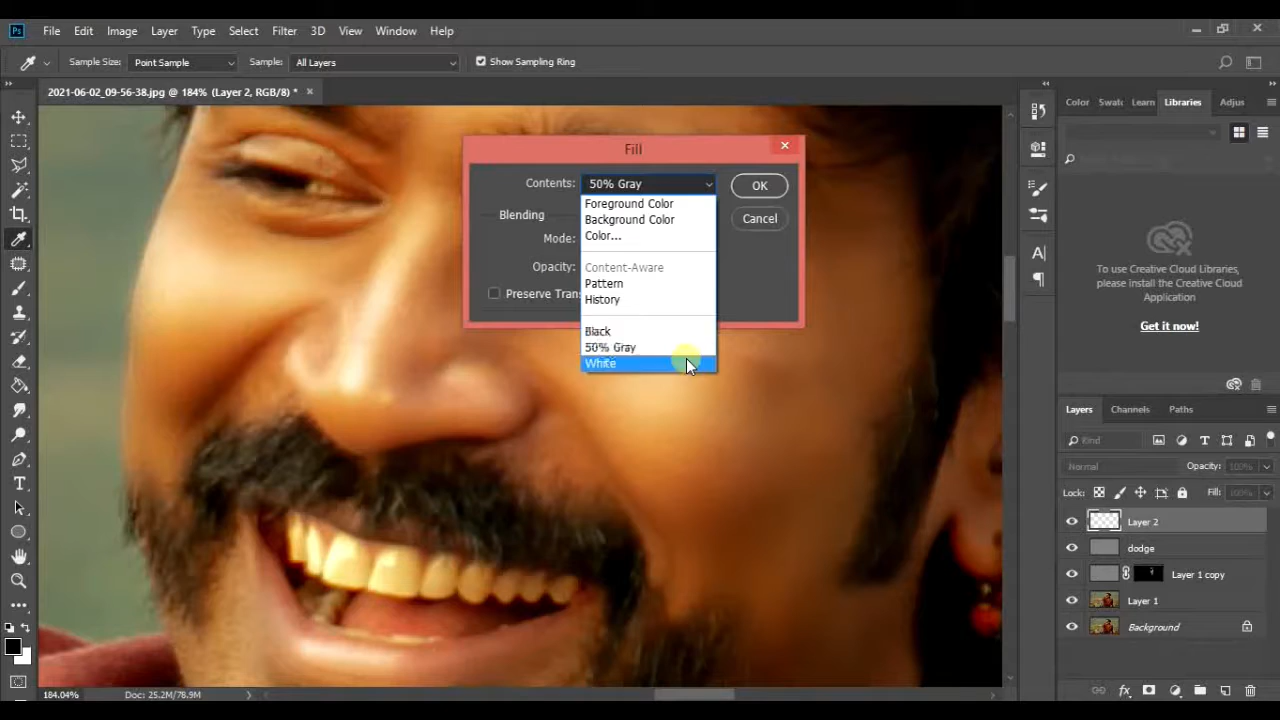 Ps File Edit Image Layer Type Select Filter 3D View Window Help
Sample Size: Point Sample Sample: All Layers Show Sampling Ring
2021-06-02_09-56-38.jpg @ 184% (Layer 2, RGB/8) *
Color Swatc Learn Libraries Adjus
Fill
Contents: 50% Gray OK
Foreground Color
Blending Background Color Cancel
Mode: Color...
Opacity: Content-Aware
Pattern
Preserve Tran
History
Black
50% Gray
White
To use Creative Cloud Libraries,
please install the Creative Cloud
Application
Get it now!
Layers Channels Paths
Kind
Normal Opacity: 100%
Lock: Fill: 100%
Layer 2
dodge
Layer 1 copy
Layer 1
Background
184.04% Doc: 25.2M/78.9M